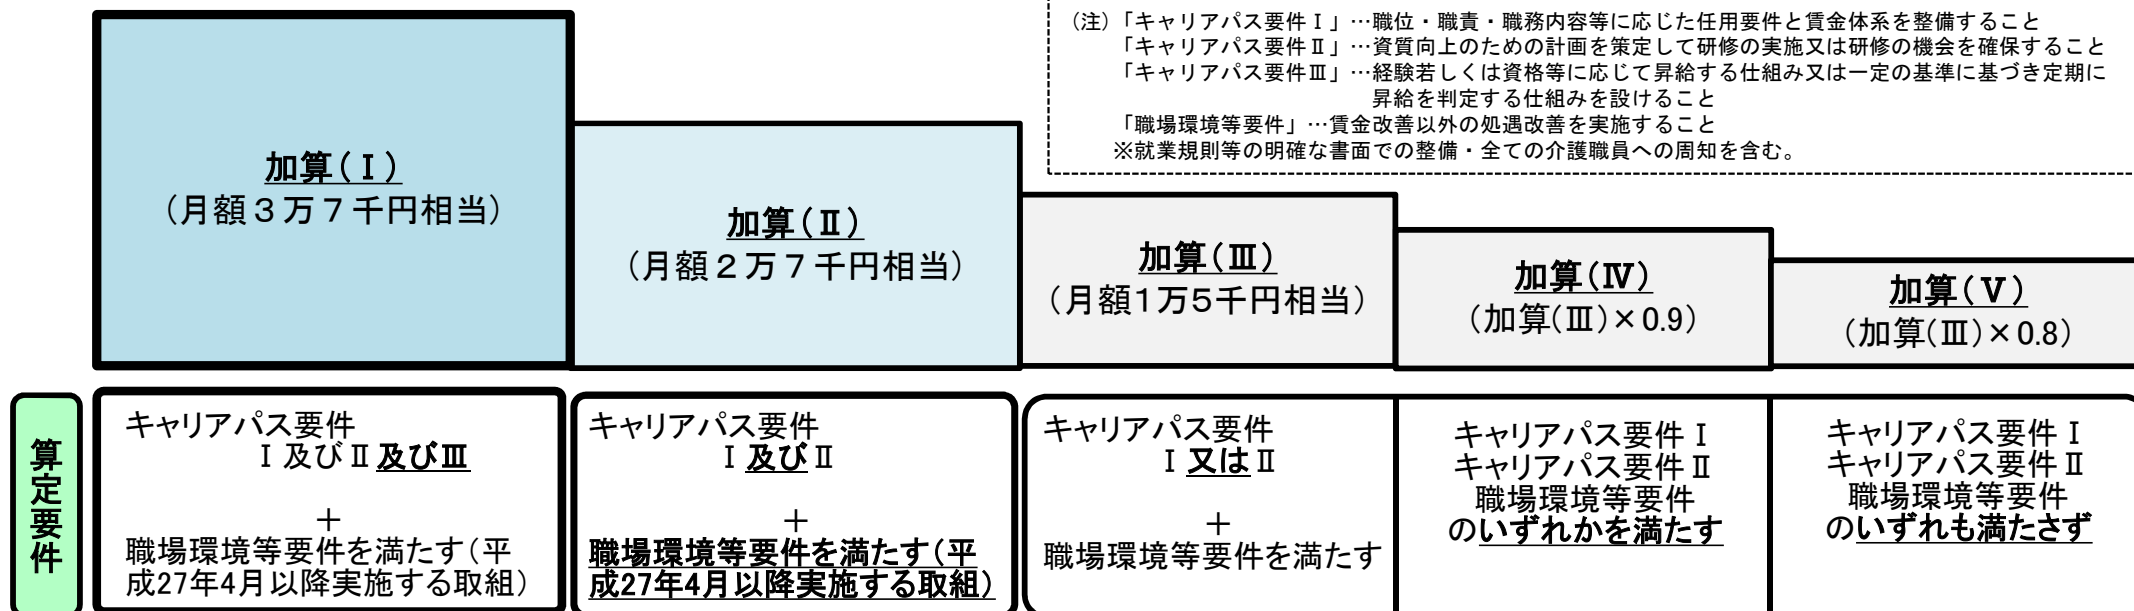 (注)「キャリアパス要件Ⅰ」…職位・職責・職務内容等に応じた任用要件と賃金体系を整備すること
「キャリアパス要件Ⅱ」…資質向上のための計画を策定して研修の実施又は研修の機会を確保すること
「キャリアパス要件Ⅲ」…経験若しくは資格等に応じて昇給する仕組み又は一定の基準に基づき定期に
昇給を判定する仕組みを設けること
「職場環境等要件」…賃金改善以外の処遇改善を実施すること
※就業規則等の明確な書面での整備・全ての介護職員への周知を含む。
加算(Ⅰ)
(月額3万7千円相当)
加算(Ⅱ)
(月額2万7千円相当)
加算(Ⅲ)
(月額1万5千円相当)
加算(Ⅳ)
(加算(Ⅲ)×0.9)
加算(Ⅴ)
(加算(Ⅲ)×0.8)
算定要件
キャリアパス要件
Ⅰ及びⅡ及びⅢ
+
職場環境等要件を満たす(平
成27年4月以降実施する取組)
キャリアパス要件
Ⅰ及びⅡ
+
職場環境等要件を満たす(平
成27年4月以降実施する取組)
キャリアパス要件
Ⅰ又はⅡ
+
職場環境等要件を満たす
キャリアパス要件Ⅰ
キャリアパス要件Ⅱ
職場環境等要件
のいずれかを満たす
キャリアパス要件Ⅰ
キャリアパス要件Ⅱ
職場環境等要件
のいずれも満たさず